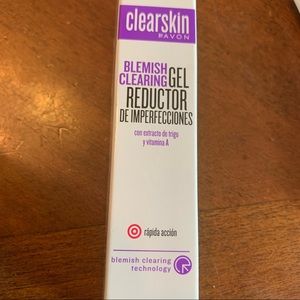 clearskin
AVON
BLEMISH
CLEARING GEL
REDUCTOR
DE IMPERFECCIONES
con extracto de trigo
y vitamina A
rápida acción
blemish clearing
technology